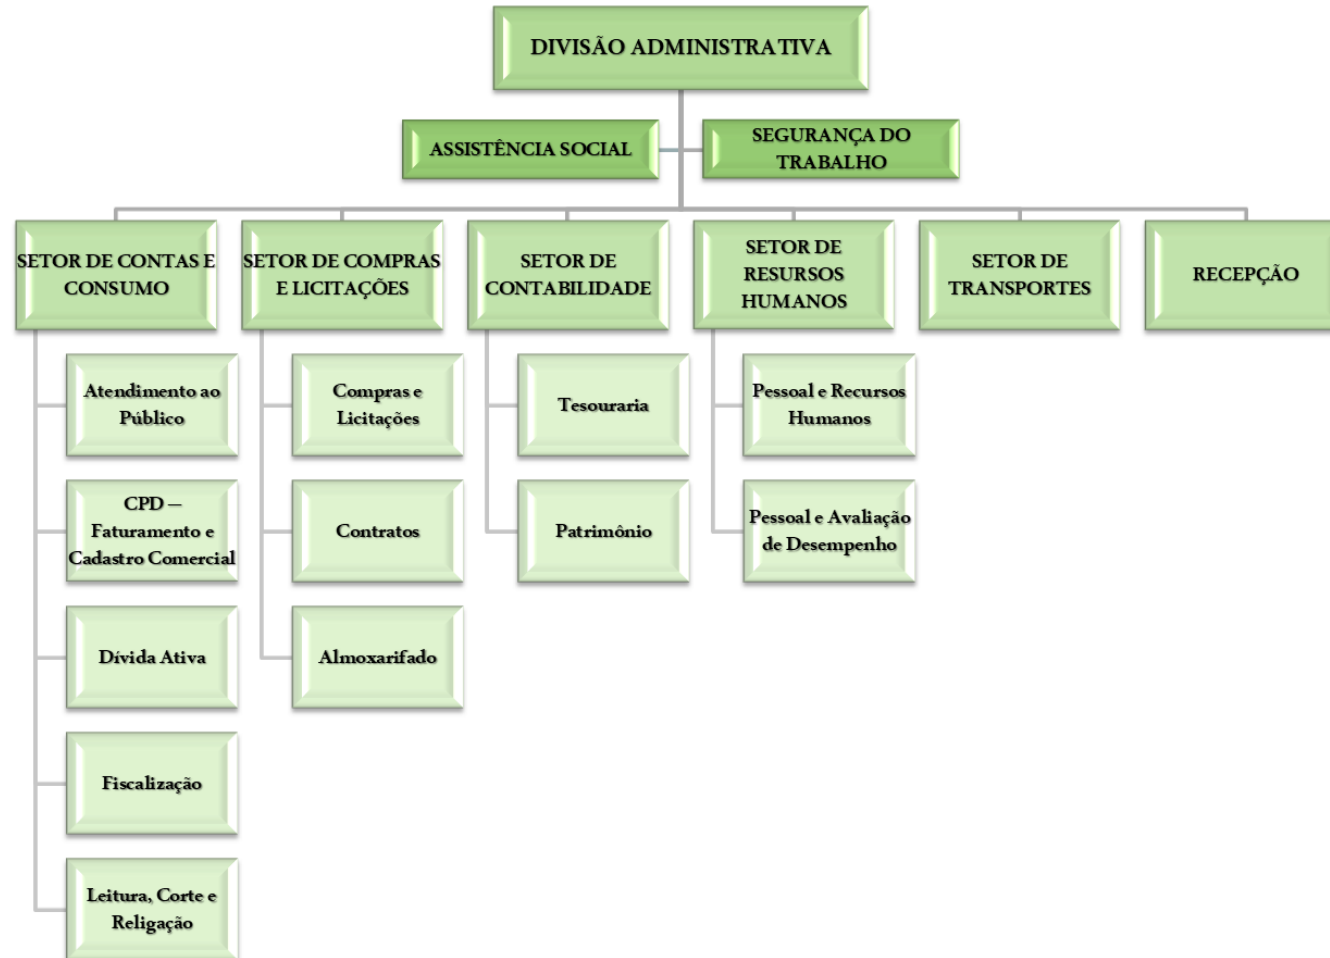 DIVISÃO ADMINISTRATIVA
ASSISTÊNCIA SOCIAL
SEGURANÇA DO
TRABALHO
SETOR DE CONTAS E
CONSUMO
SETOR DE COMPRAS
E LICITAÇÕES
SETOR DE
CONTABILIDADE
SETOR DE
RESURSOS
HUMANOS
SETOR DE
TRANSPORTES
RECEPÇÃO
Atendimento ao
Público
CPD –
Faturamento e
Cadastro Comercial
Dívida Ativa
Fiscalização
Leitura, Corte e
Religação
Compras e
Licitações
Contratos
Almoxarifado
Tesouraria
Patrimônio
Pessoal e Recursos
Humanos
Pessoal e Avaliação
de Desempenho